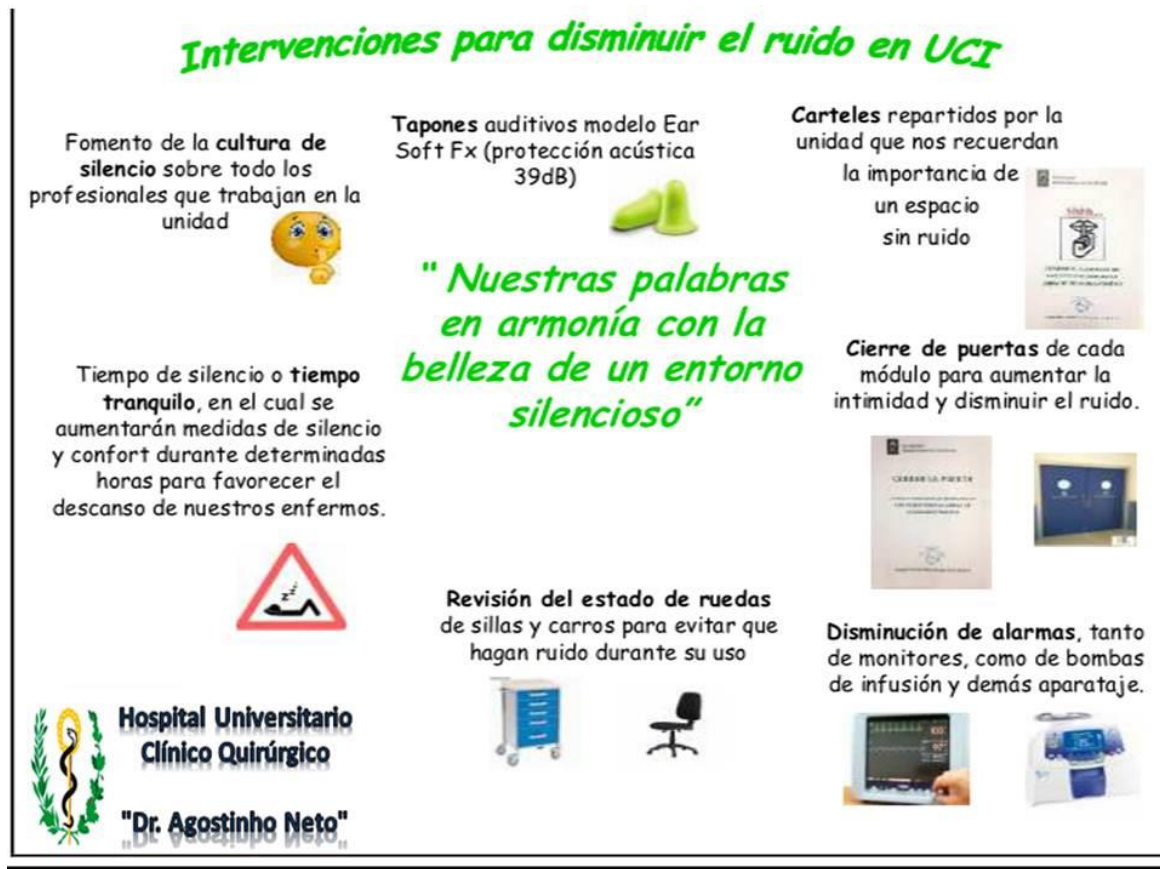 Intervenciones para disminuir el ruido en UCI
Fomento de la cultura de
silencio sobre todo los
profesionales que trabajan en la
unidad
Tapones auditivos modelo Ear
Soft Fx (protección acústica
39dB)
Carteles repartidos por la
unidad que nos recuerdan
la importancia de
un espacio
sin ruido
" Nuestras palabras
en armonía con la
belleza de un entorno
silencioso"
Tiempo de silencio o tiempo
tranquilo, en el cual se
aumentarán medidas de silencio
y confort durante determinadas
horas para favorecer el
descanso de nuestros enfermos.
zzz
Cierre de puertas de cada
módulo para aumentar la
intimidad y disminuir el ruido.
CERRAR LA PUERTA
Revisión del estado de ruedas
de sillas y carros para evitar que
hagan ruido durante su uso
Disminución de alarmas, tanto
de monitores, como de bombas
de infusión y demás aparataje.
Hospital Universitario
Clínico Quirúrgico
"Dr. Agostinho Neto"